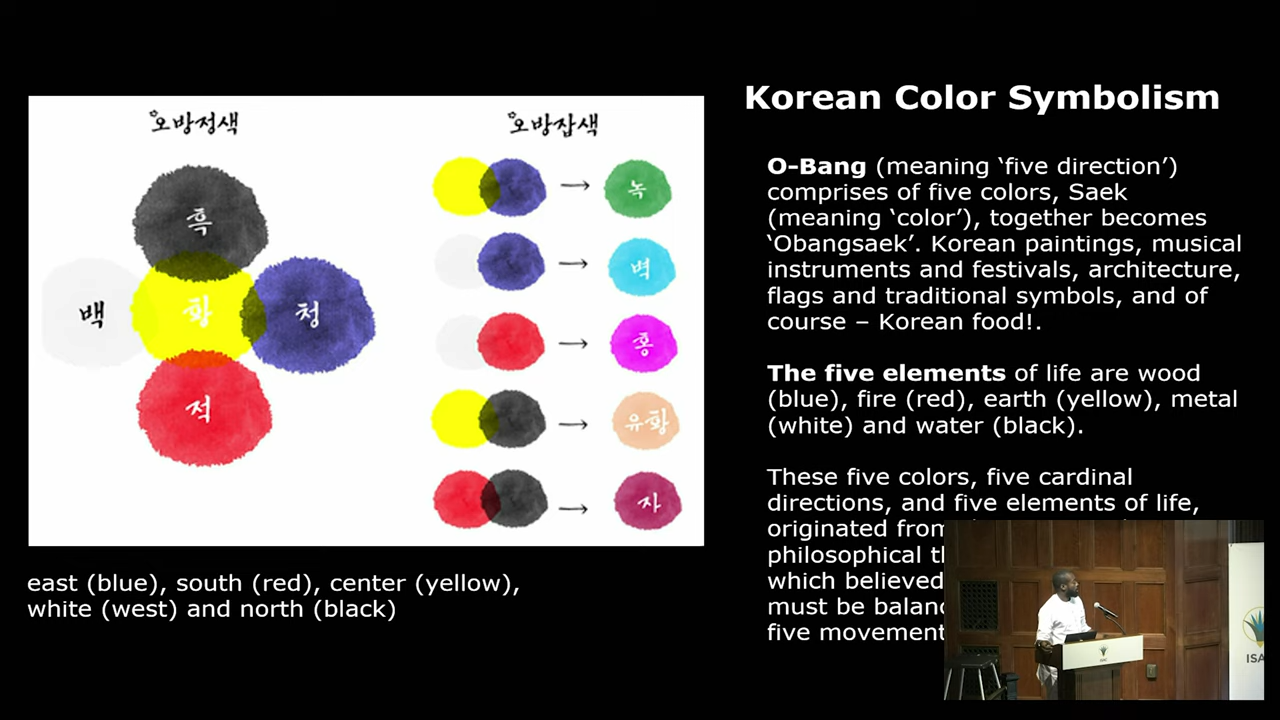 Korean Color Symbolism
오방정색
오방잡색
흑
백
황
청
적
녹
벽
홍
유황
자
east (blue), south (red), center (yellow),
white (west) and north (black)
O-Bang (meaning ‘five direction’)
comprises of five colors, Saek
(meaning ‘color’), together becomes
‘Obangsaek’. Korean paintings, musical
instruments and festivals, architecture,
flags and traditional symbols, and of
course – Korean food!.
The five elements of life are wood
(blue), fire (red), earth (yellow), metal
(white) and water (black).
These five colors, five cardinal
directions, and five elements of life,
originated from
philosophical
which believed
must be
five